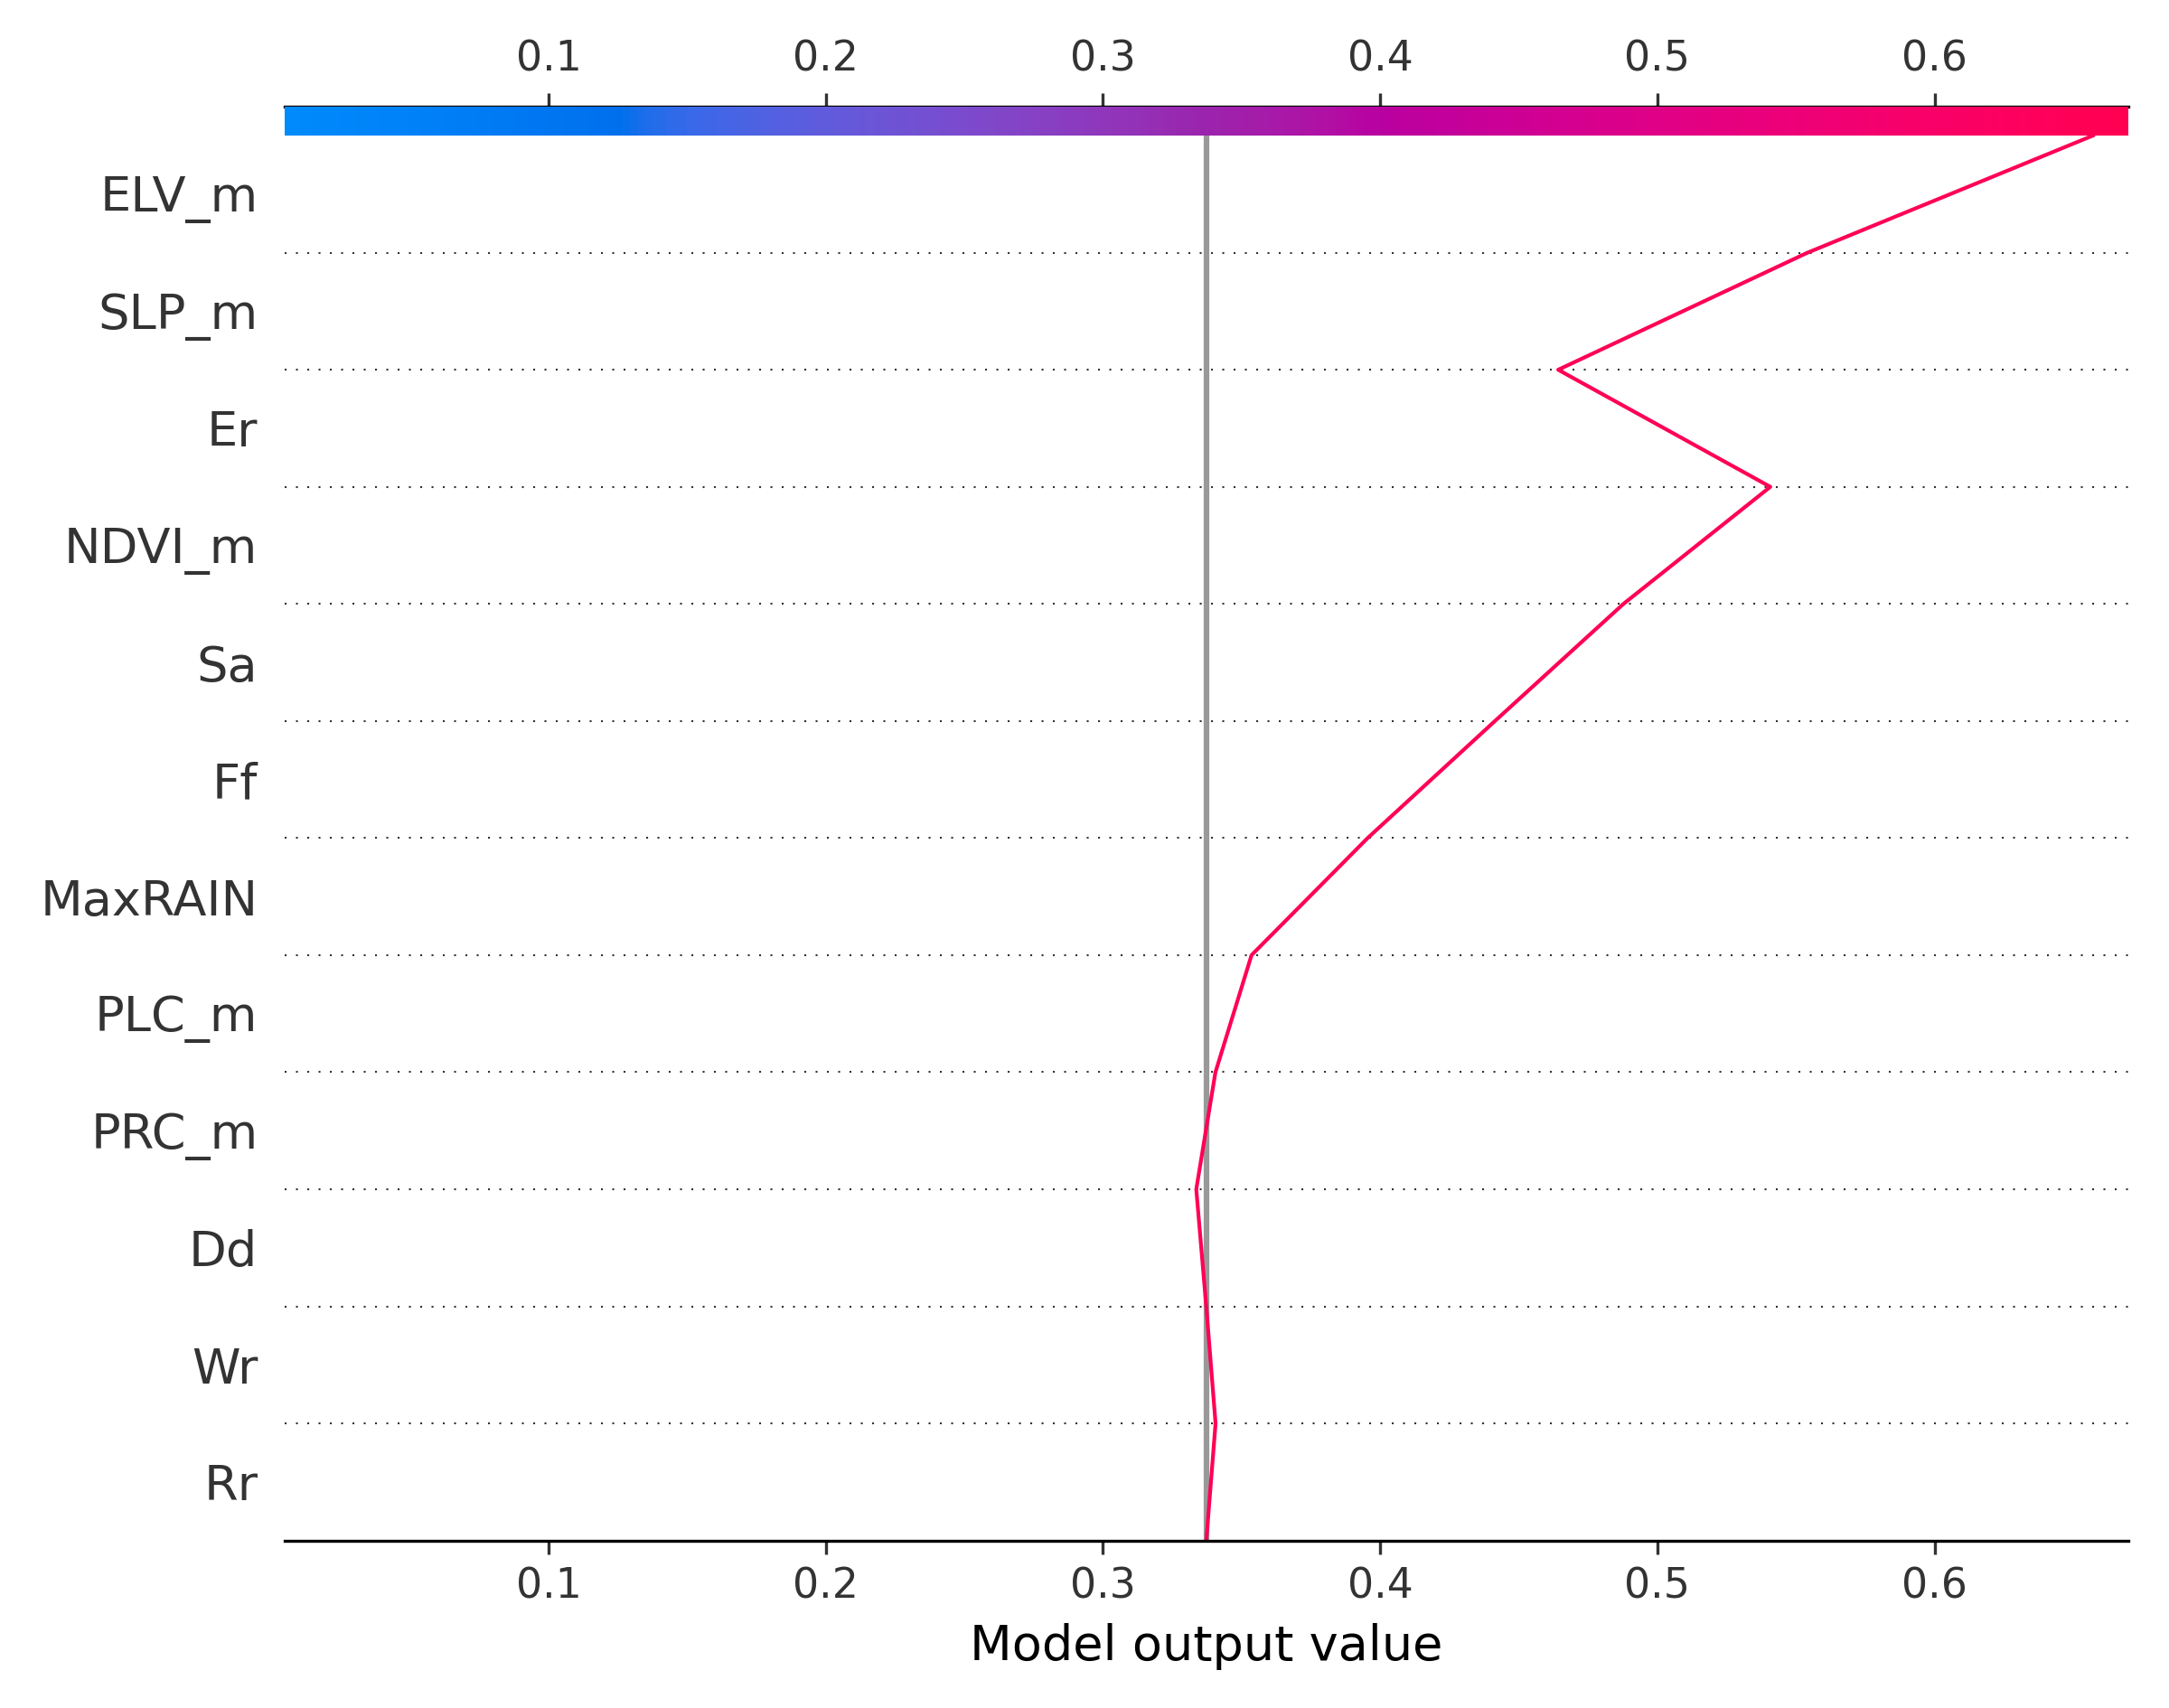 0.1 0.2 0.3 0.4 0.5 0.6
ELV_m
SLP_m
Er
NDVI_m
Sa
Ff
MaxRAIN
PLC_m
PRC_m
Dd
Wr
Rr
0.1 0.2 0.3 0.4 0.5 0.6
Model output value